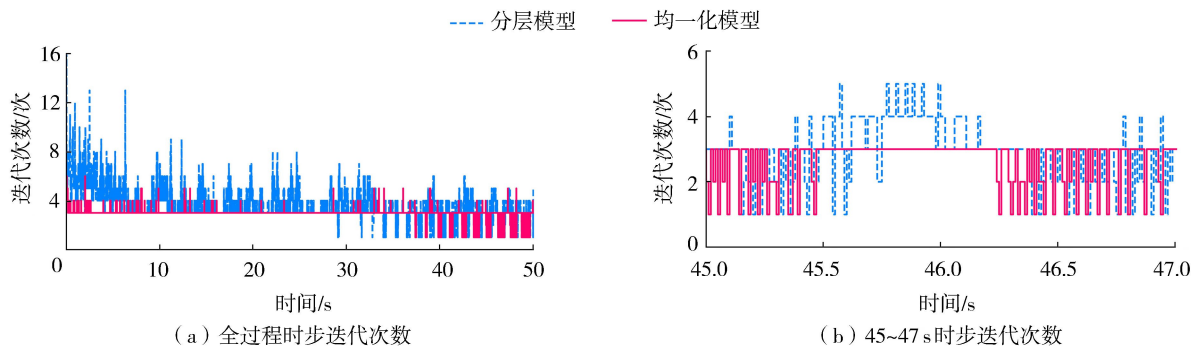 分层模型 均一化模型
16
12
8
4
0 10 20 30 40 50
迭代次数/次
时间/s
（a）全过程时步迭代次数
6
4
2
0
45.0 45.5 46.0 46.5 47.0
迭代次数/次
时间/s
（b）45~47 s时步迭代次数